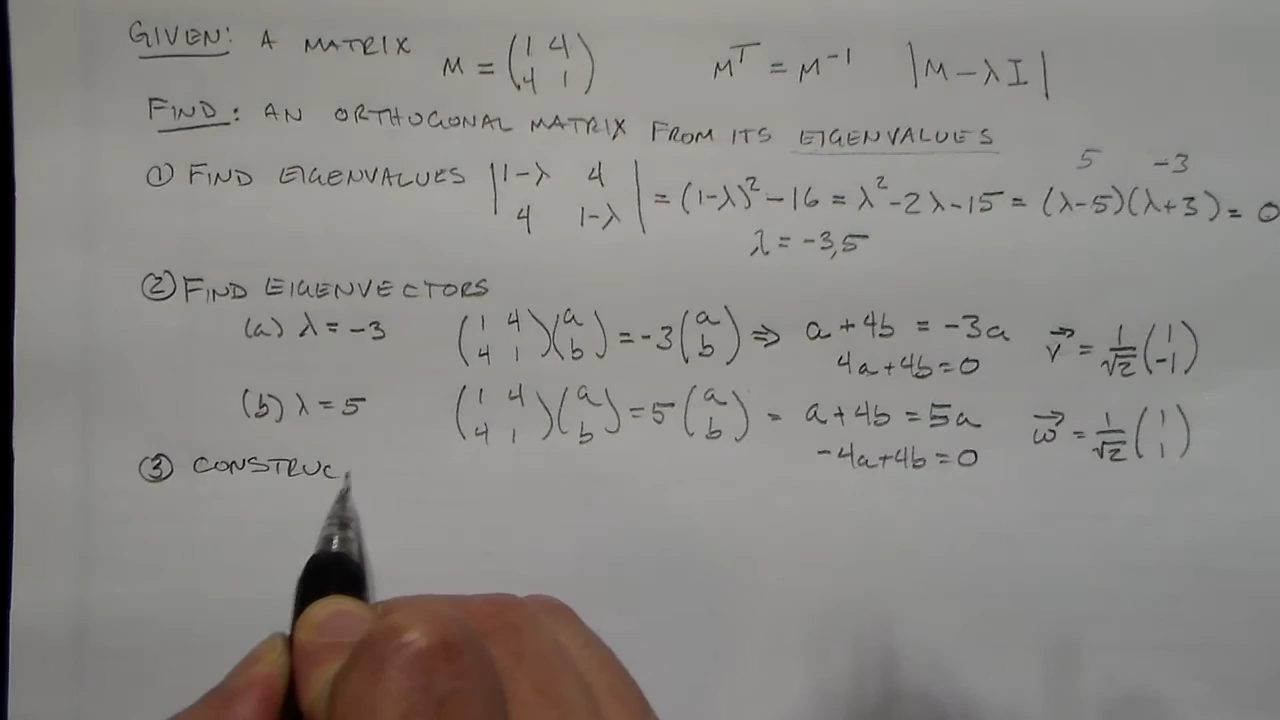 GIVEN: A MATRIX M = (1 4 4 1) Mᵀ = M⁻¹ |M − λI|
FIND: AN ORTHOGONAL MATRIX FROM ITS EIGENVALUES
5 −3
① FIND EIGENVALUES |1−λ 4 4 1−λ| = (1−λ)² − 16 = λ² − 2λ − 15 = (λ−5)(λ+3) = 0
λ = −3,5
② FIND EIGENVECTORS
(a) λ = −3 (1 4 4 1)(a b) = −3(a b) ⇒ a + 4b = −3a v⃗ = 1/√2 (1 −1)
4a + 4b = 0
(b) λ = 5 (1 4 4 1)(a b) = 5(a b) = a + 4b = 5a w⃗ = 1/√2 (1 1)
−4a + 4b = 0
③ CONSTRUC